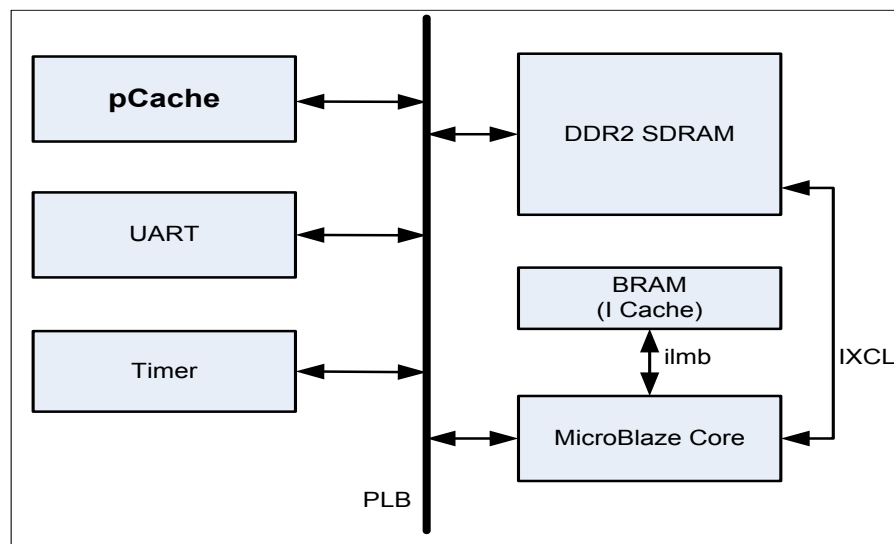 pCache
DDR2 SDRAM
UART
BRAM
(I Cache)
ilmb
IXCL
Timer
MicroBlaze Core
PLB